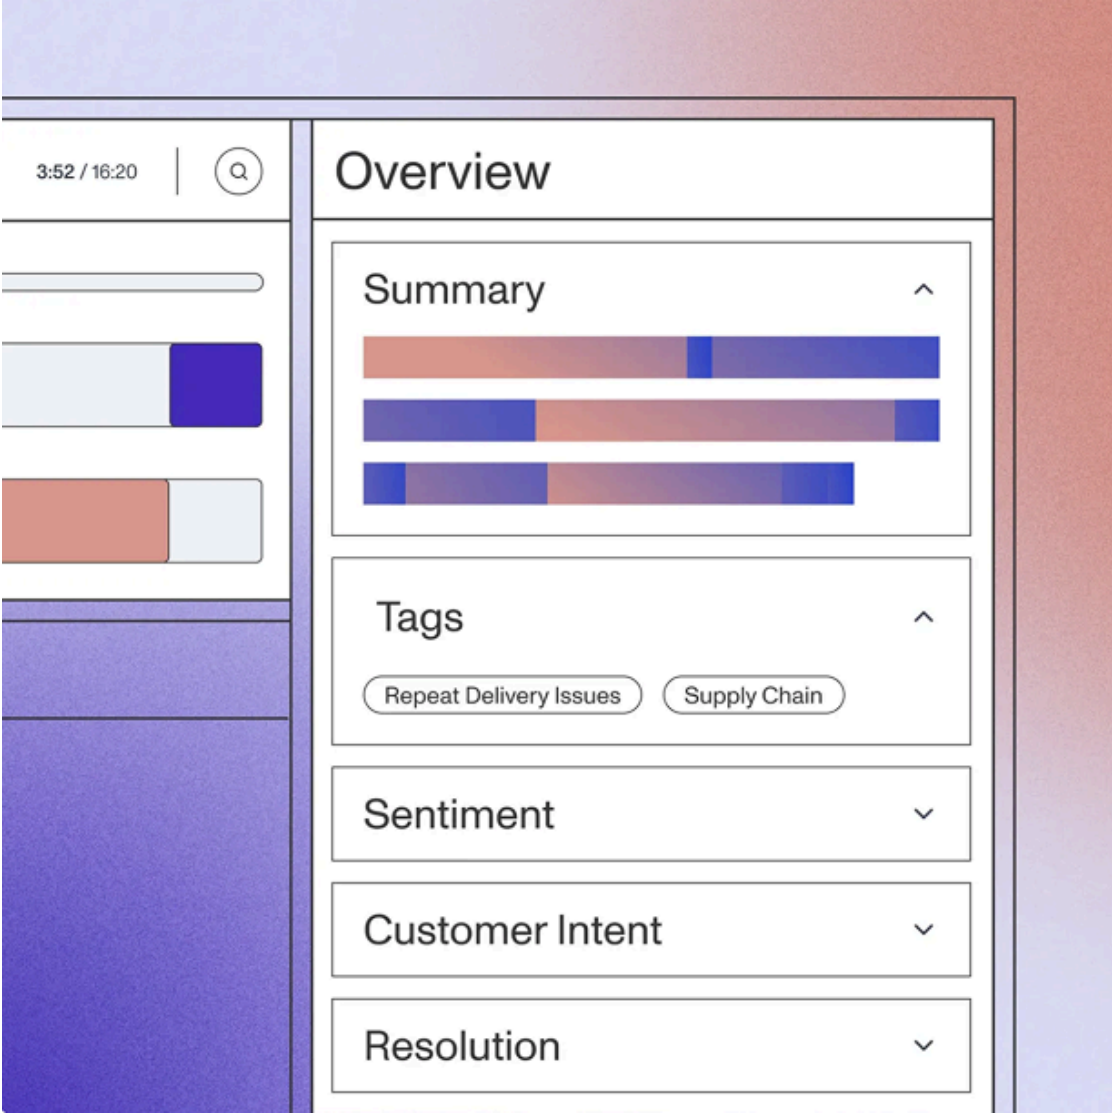 3:52 / 16:20
Overview
Summary
Tags
Repeat Delivery Issues
Supply Chain
Sentiment
Customer Intent
Resolution